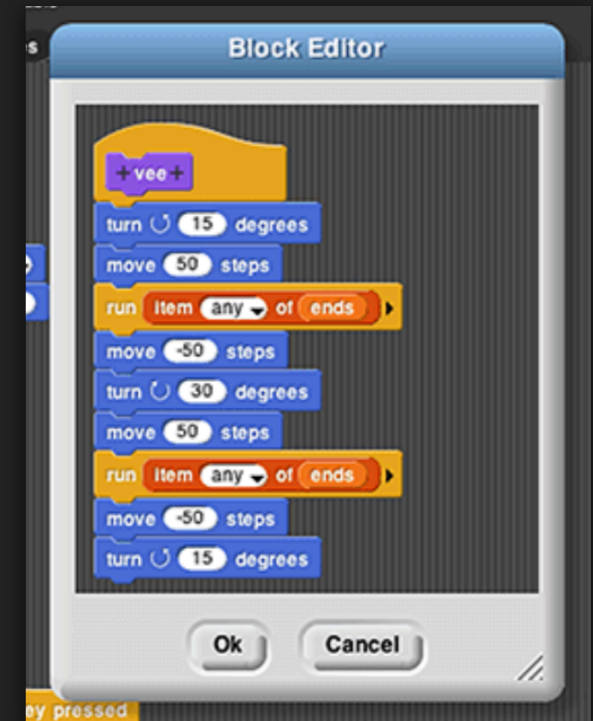 s
Block Editor
+vee+
turn ↺ 15 degrees
move 50 steps
run item any of ends
move -50 steps
turn ↻ 30 degrees
move 50 steps
run item any of ends
move -50 steps
turn ↺ 15 degrees
Ok Cancel
ey pressed